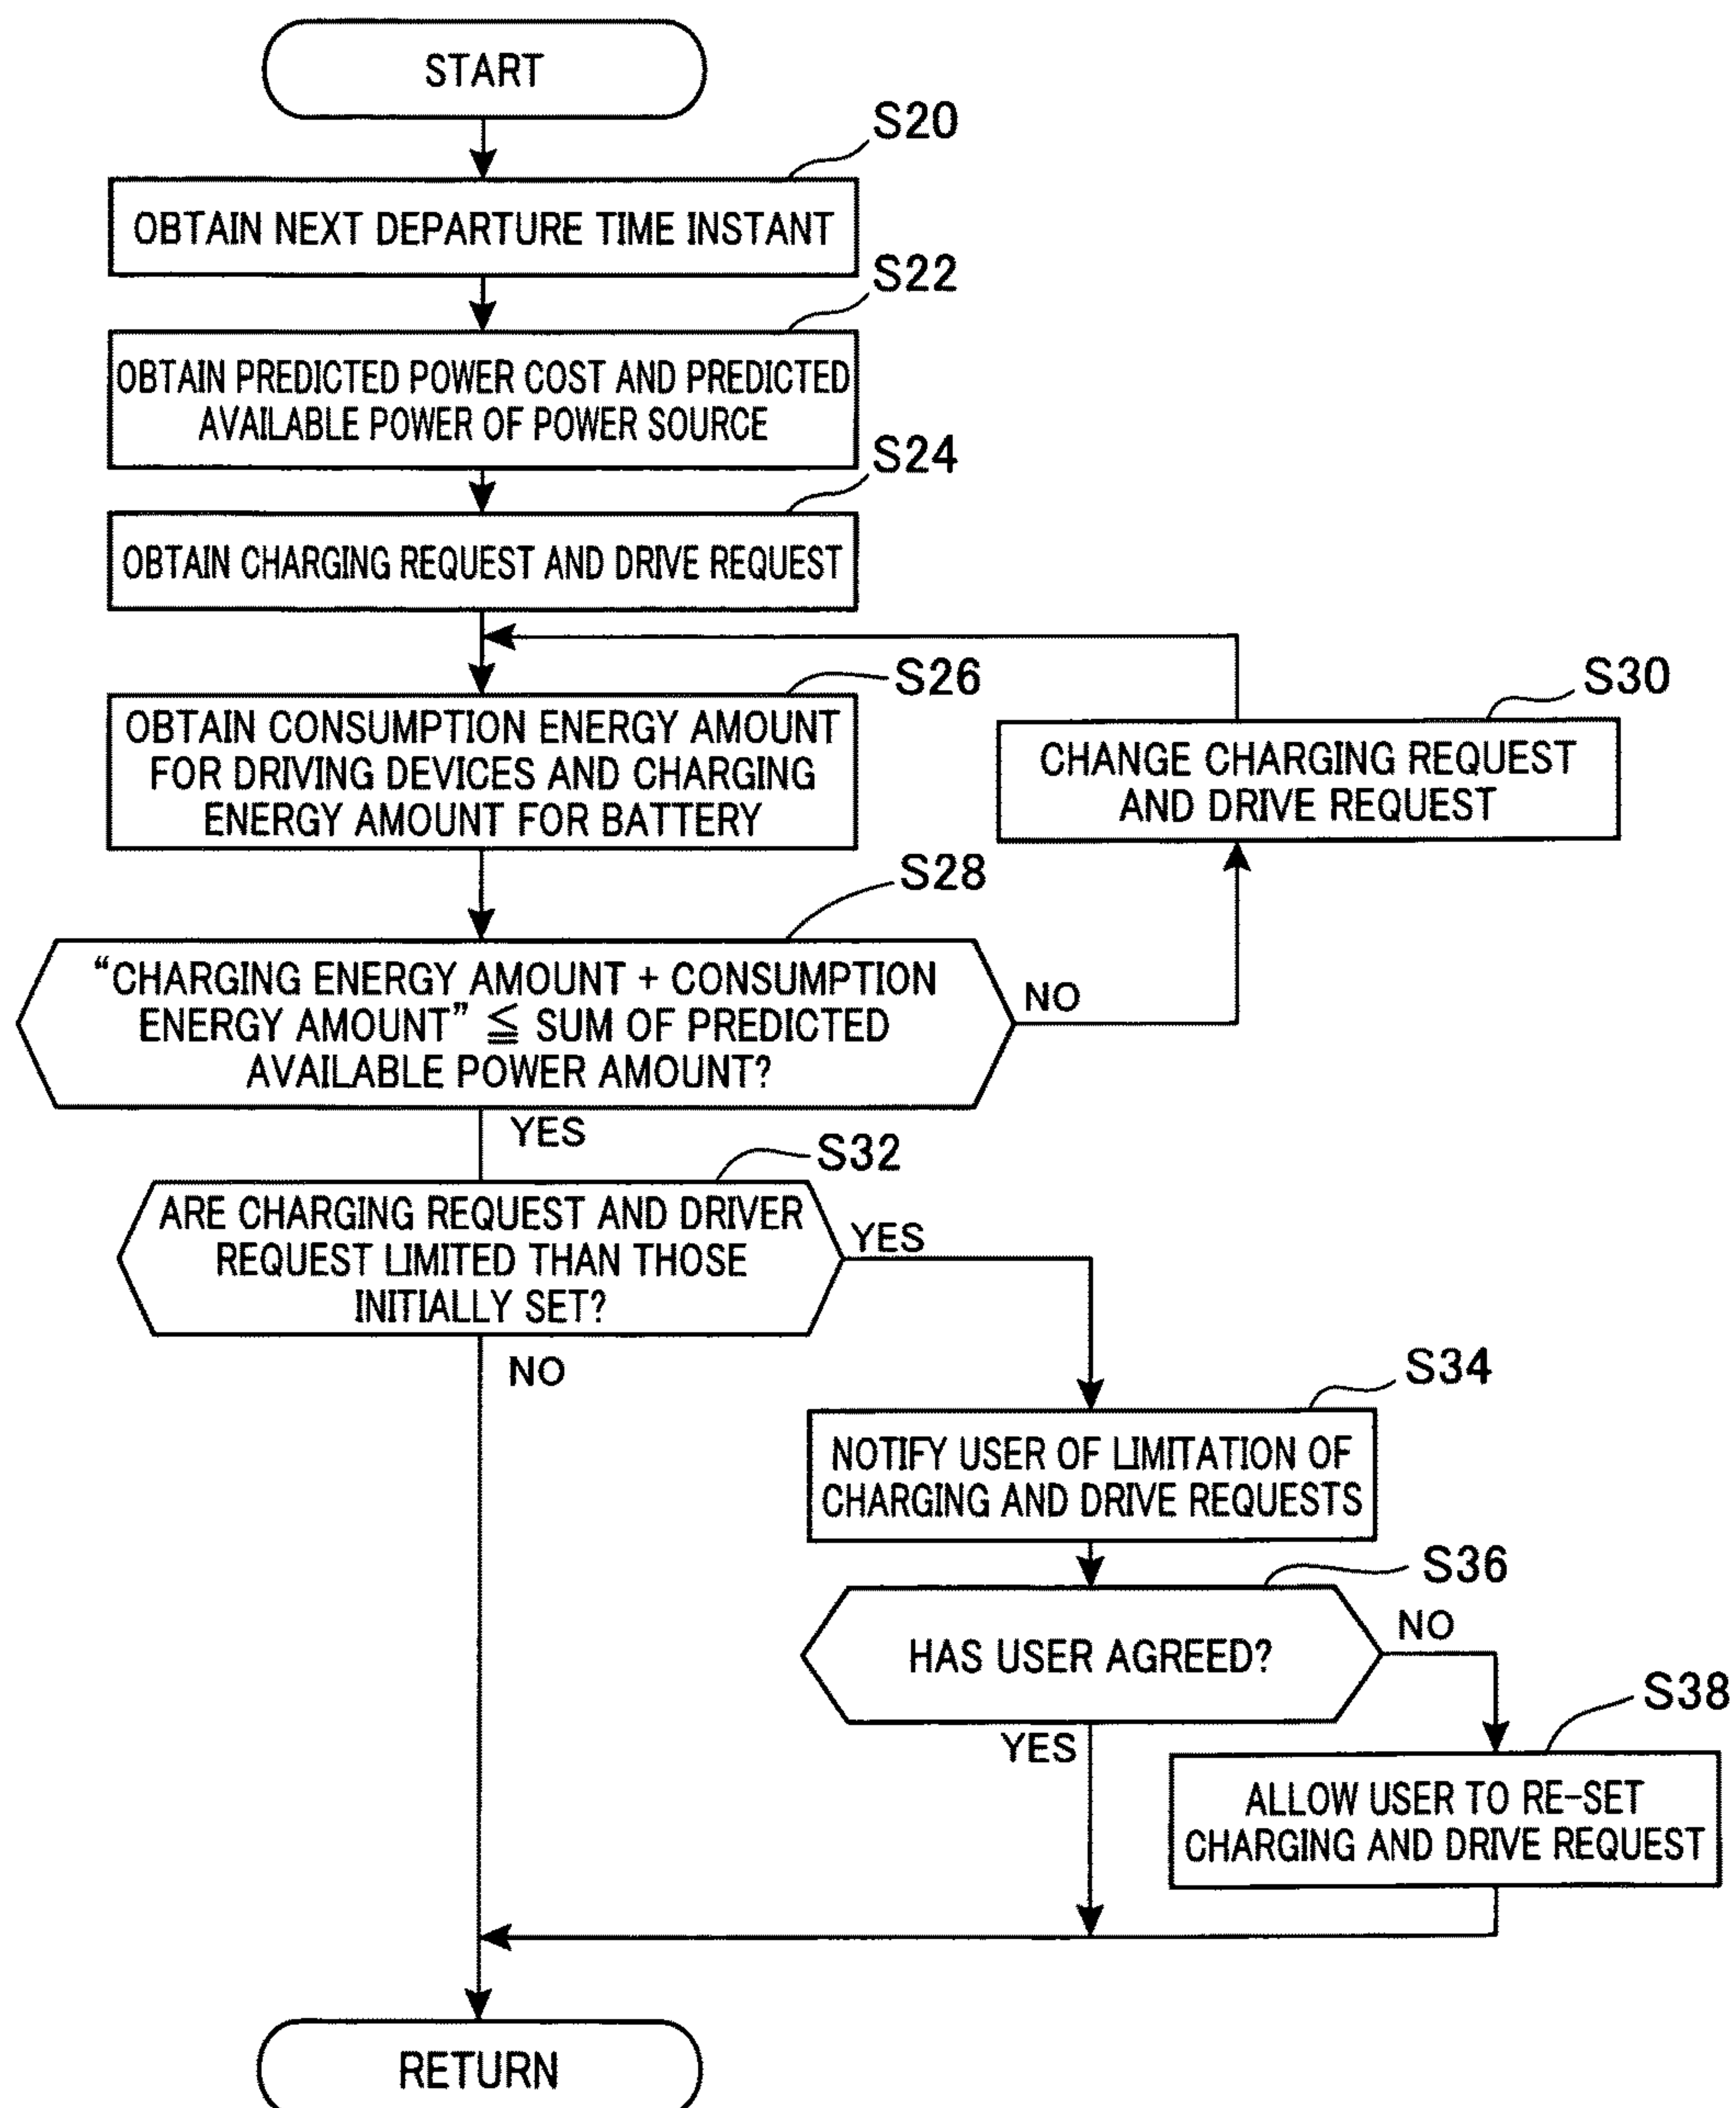 START
S20
OBTAIN NEXT DEPARTURE TIME INSTANT
S22
OBTAIN PREDICTED POWER COST AND PREDICTED
AVAILABLE POWER OF POWER SOURCE
S24
OBTAIN CHARGING REQUEST AND DRIVE REQUEST
S26
OBTAIN CONSUMPTION ENERGY AMOUNT
FOR DRIVING DEVICES AND CHARGING
ENERGY AMOUNT FOR BATTERY
S30
CHANGE CHARGING REQUEST
AND DRIVE REQUEST
S28
“CHARGING ENERGY AMOUNT + CONSUMPTION
ENERGY AMOUNT” ≦ SUM OF PREDICTED
AVAILABLE POWER AMOUNT?
NO
YES
S32
ARE CHARGING REQUEST AND DRIVER
REQUEST LIMITED THAN THOSE
INITIALLY SET?
YES
NO
S34
NOTIFY USER OF LIMITATION OF
CHARGING AND DRIVE REQUESTS
S36
HAS USER AGREED?
NO
YES
S38
ALLOW USER TO RE-SET
CHARGING AND DRIVE REQUEST
RETURN